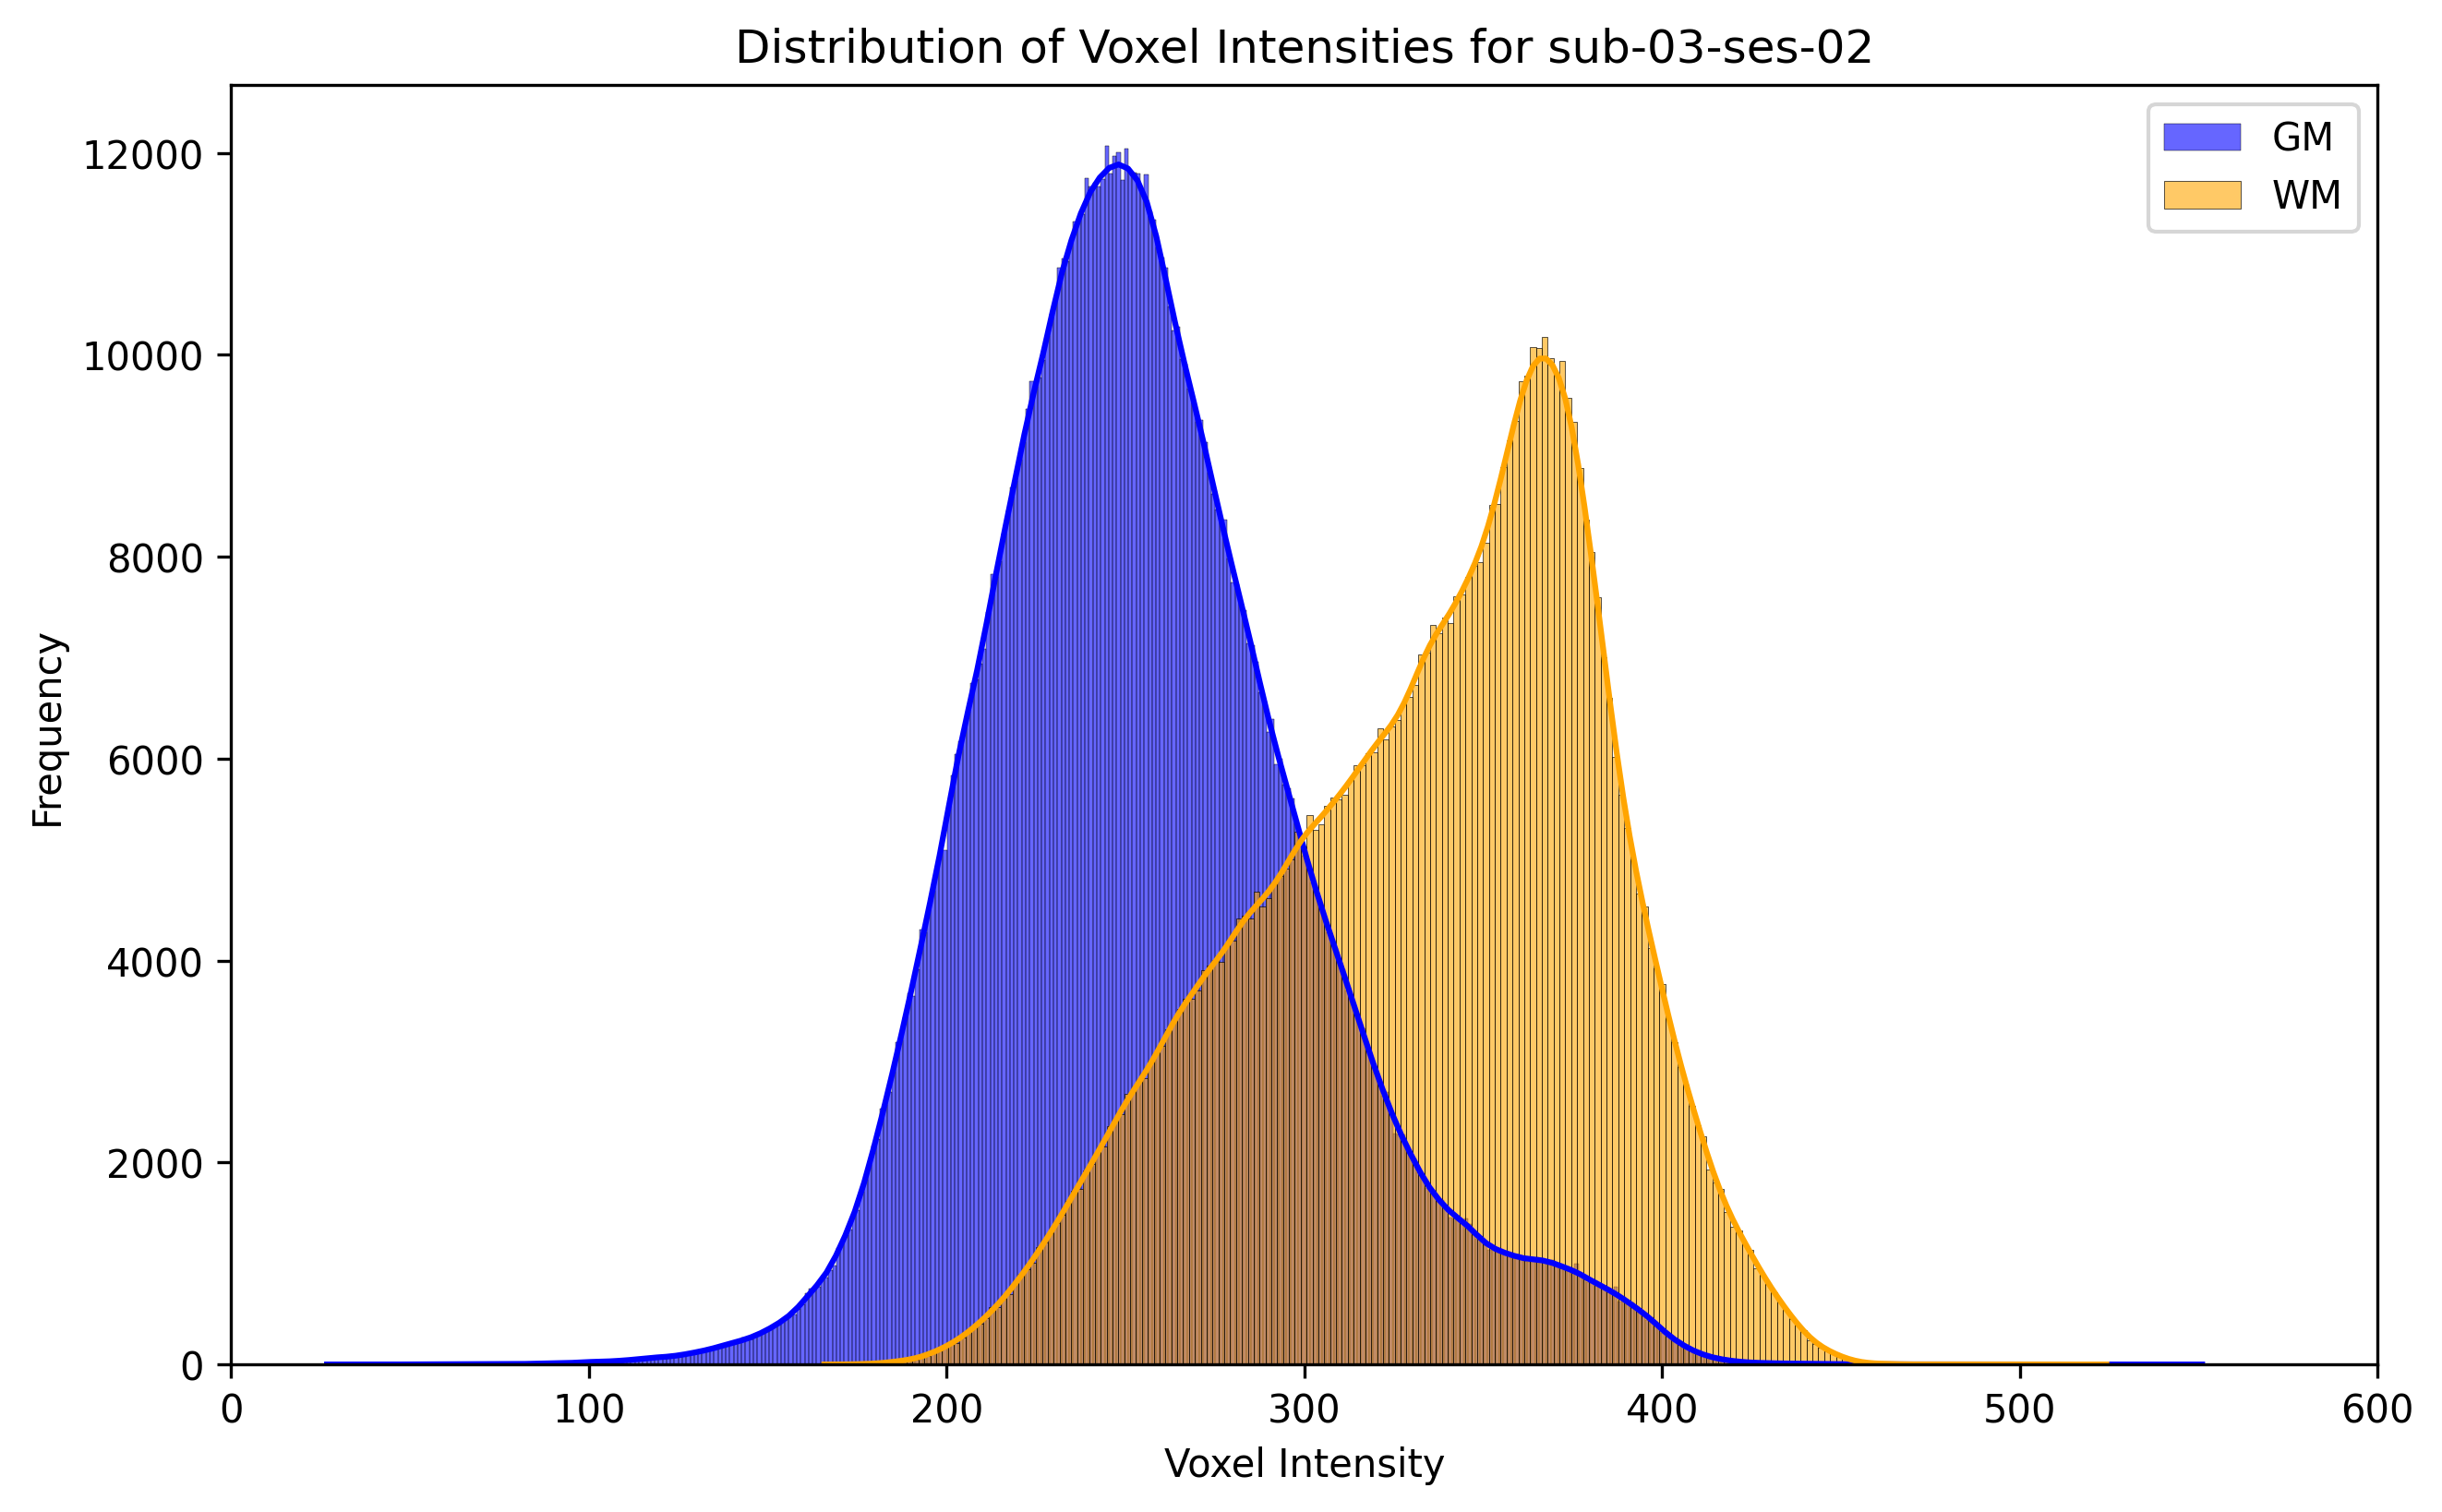 Distribution of Voxel Intensities for sub-03-ses-02
GM
WM
12000
10000
8000
6000
4000
2000
0
Frequency
0 100 200 300 400 500 600
Voxel Intensity